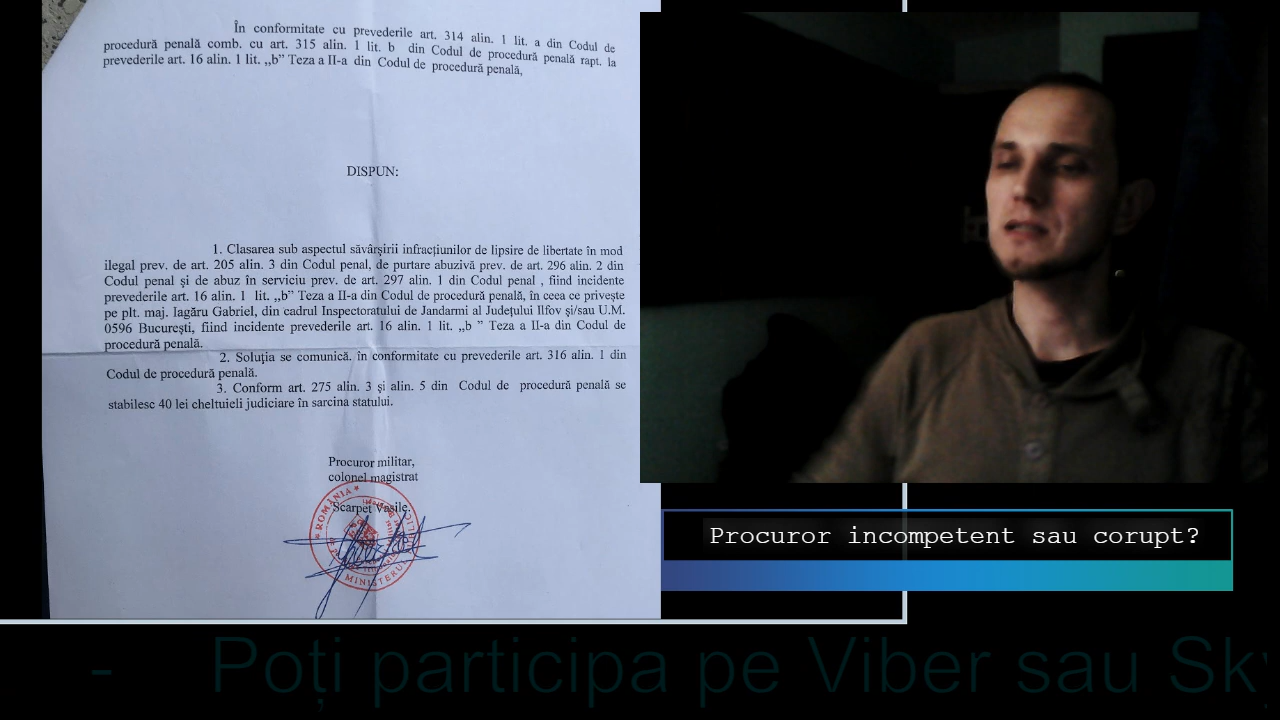 În conformitate cu prevederile art. 314 alin. 1 lit. a din Codul de
procedură penală comb. cu art. 315 alin. 1 lit. b din Codul de procedură penală rapt. la
prevederile art. 16 alin. 1 lit. ,,b” Teza a II-a din Codul de procedură penală,
DISPUN:
1. Clasarea sub aspectul săvârșirii infracțiunilor de lipsire de libertate în mod
ilegal prev. de art. 205 alin. 3 din Codul penal, de purtare abuzivă prev. de art. 296 alin. 2 din
Codul penal și de abuz în serviciu prev. de art. 297 alin. 1 din Codul penal , fiind incidente
prevederile art. 16 alin. 1 lit. ,,b” Teza a II-a din Codul de procedură penală, în ceea ce privește
pe plt. maj. Iagăru Gabriel, din cadrul Inspectoratului de Jandarmi al Județului Ilfov și/sau U.M.
0596 București, fiind incidente prevederile art. 16 alin. 1 lit. ,,b ” Teza a II-a din Codul de
procedură penală.
2. Soluția se comunică. în conformitate cu prevederile art. 316 alin. 1 din
Codul de procedură penală.
3. Conform art. 275 alin. 3 și alin. 5 din Codul de procedură penală se
stabilesc 40 lei cheltuieli judiciare în sarcina statului.
Procuror militar,
colonel magistrat
Scarpet Vasile.
ROMÂNIA
MINISTERUL
Procuror incompetent sau corupt?
- Poți participa pe Viber sau Sky